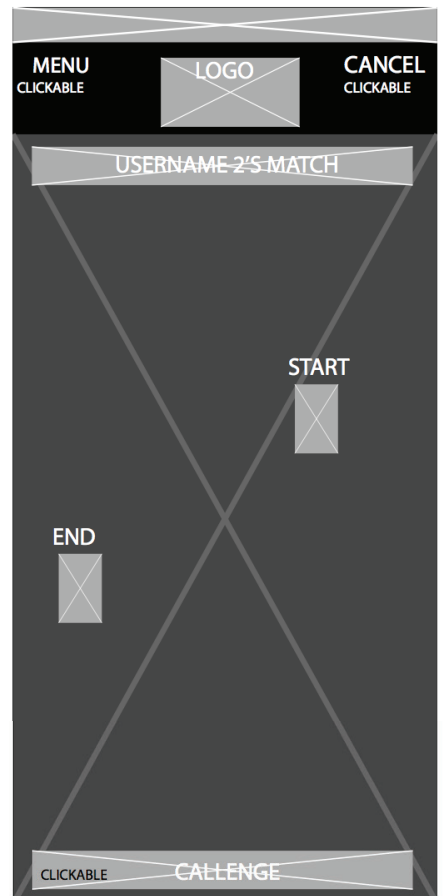 MENU
CLICKABLE
LOGO
CANCEL
CLICKABLE
USERNAME 2'S MATCH
START
END
CLICKABLE
CALLENGE